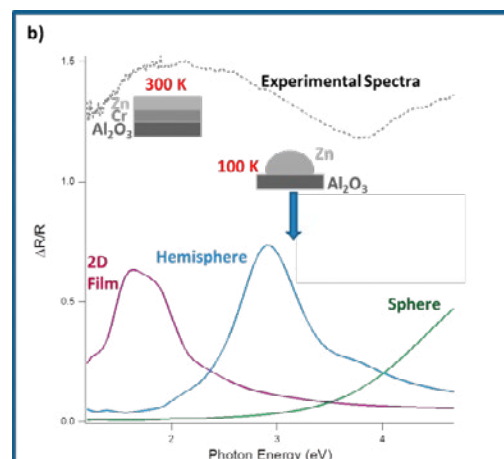 b)
1.5
300 K
Experimental Spectra
Zn
Cr
Al2O3
Zn
100 K
Al2O3
1.0
ΔR/R
2D
Film
Hemisphere
0.5
Sphere
0.0
2
3
4
Photon Energy (eV)